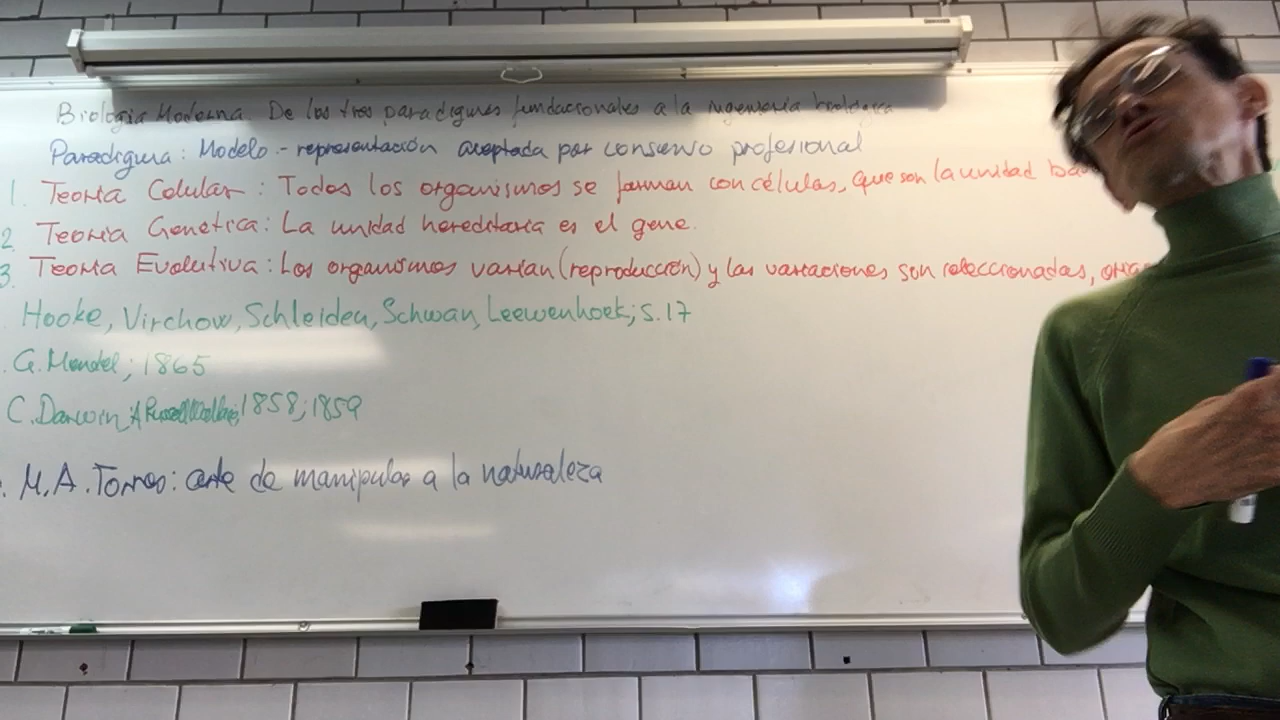 Biología Moderna. De los tres paradigmas fundacionales a la ingeniería biológica
Paradigma: Modelo - representación aceptada por consenso profesional
1. Teoría Celular: Todos los organismos se forman con células, que son la unidad
2. Teoría Genética: La unidad hereditaria es el gene.
3. Teoría Evolutiva: Los organismos varían (reproducción) y las variaciones son seleccionadas,
Hooke, Virchow, Schleiden, Schwan, Leewenhoek; S.17
. G. Mendel; 1865
C. Darwin, A Russel Wallace; 1858; 1859
. M. A. Torres: arte de manipular a la naturaleza